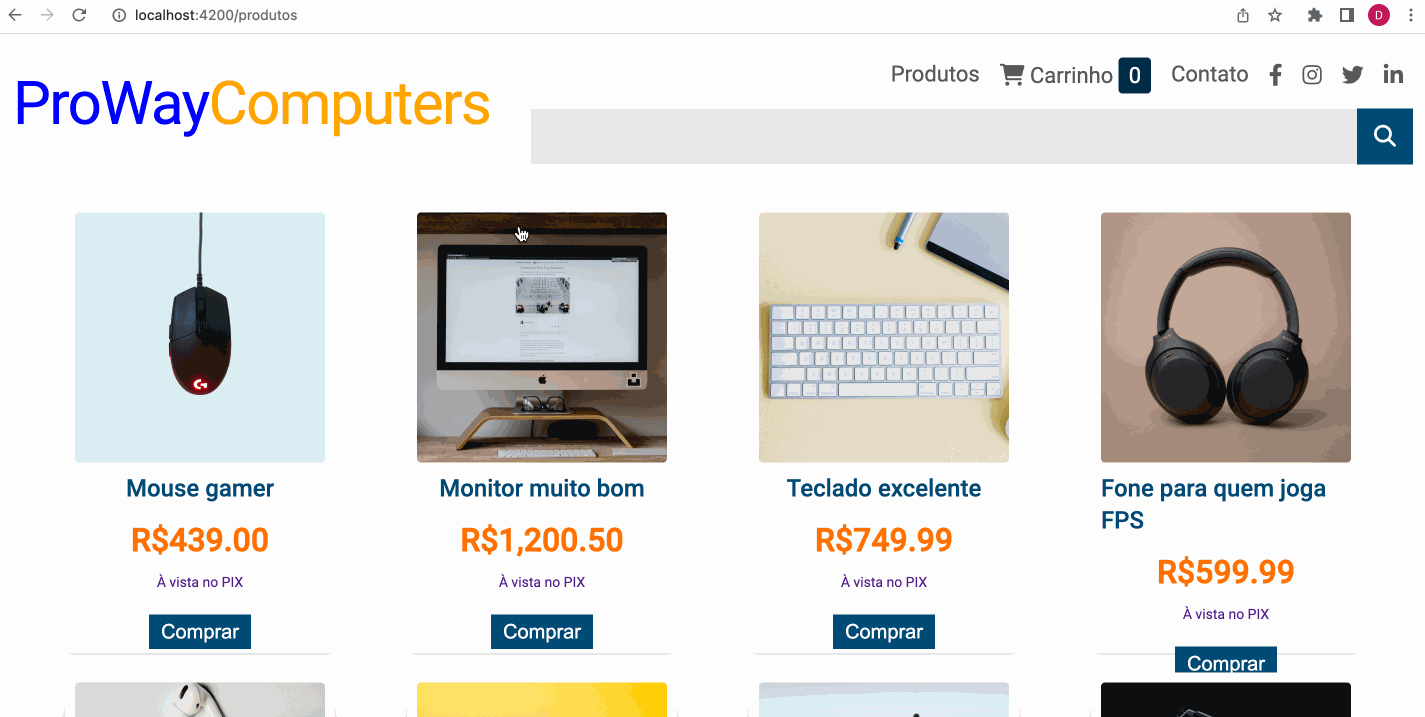 localhost:4200/produtos
D
Produtos Carrinho 0 Contato
ProWayComputers
Mouse gamer
R$439.00
À vista no PIX
Comprar
Monitor muito bom
R$1,200.50
À vista no PIX
Comprar
Teclado excelente
R$749.99
À vista no PIX
Comprar
Fone para quem joga
FPS
R$599.99
À vista no PIX
Comprar